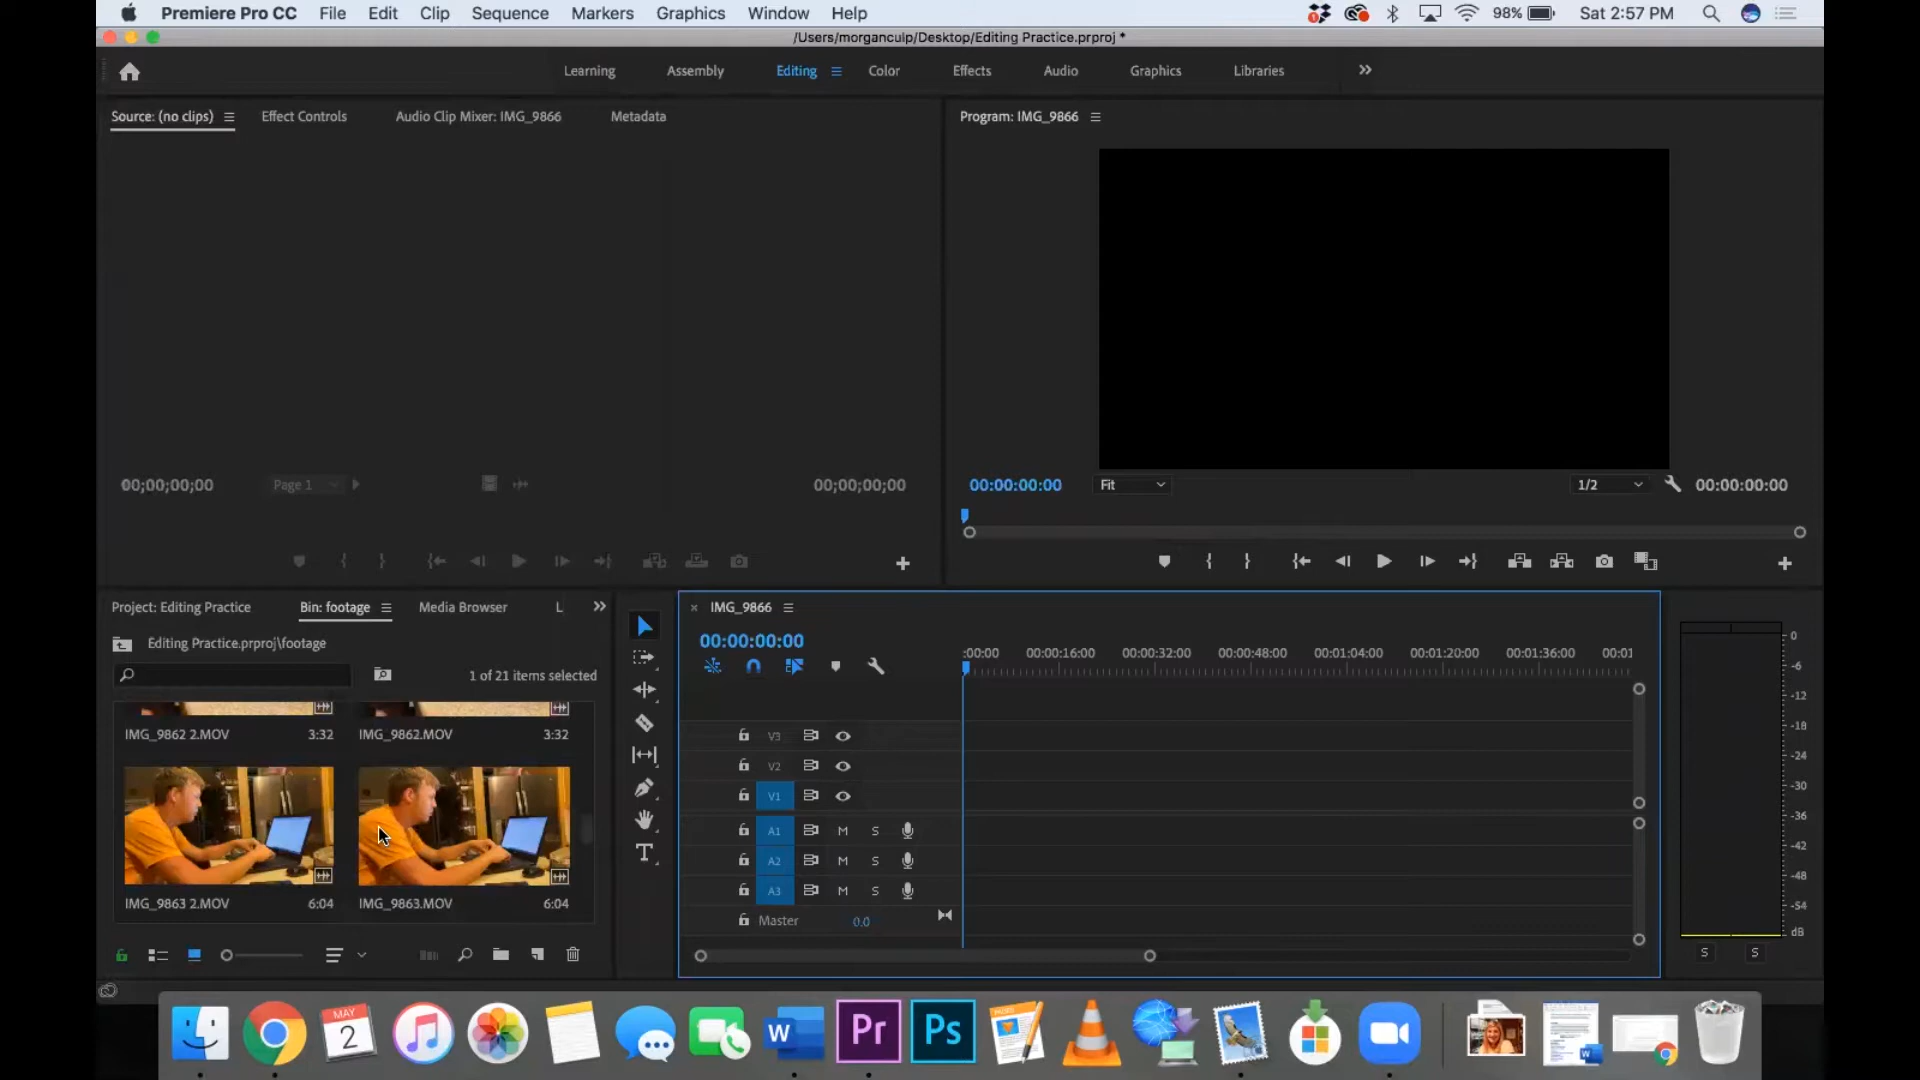 Premiere Pro CC File Edit Clip Sequence Markers Graphics Window Help 98% Sat 2:57 PM
/Users/morganculp/Desktop/Editing Practice.prproj *
Learning Assembly Editing Color Effects Audio Graphics Libraries
Source: (no clips) Effect Controls Audio Clip Mixer: IMG_9866 Metadata
Program: IMG_9866
00;00;00;00 Page 1 00;00;00;00
00:00:00:00 Fit 1/2 00:00:00:00
Project: Editing Practice Bin: footage Media Browser L
Editing Practice.prproj\footage
1 of 21 items selected
IMG_9862 2.MOV 3:32 IMG_9862.MOV 3:32
IMG_9863 2.MOV 6:04 IMG_9863.MOV 6:04
IMG_9866
00:00:00:00
:00:00 00:00:16:00 00:00:32:00 00:00:48:00 00:01:04:00 00:01:20:00 00:01:36:00 00:01
V3
V2
V1
A1 M S
A2 M S
A3 M S
Master 0.0
0
-6
-12
-18
-24
-30
-36
-42
-48
-54
dB
S S
MAY
2
W
Pr
Ps
PAGES
W